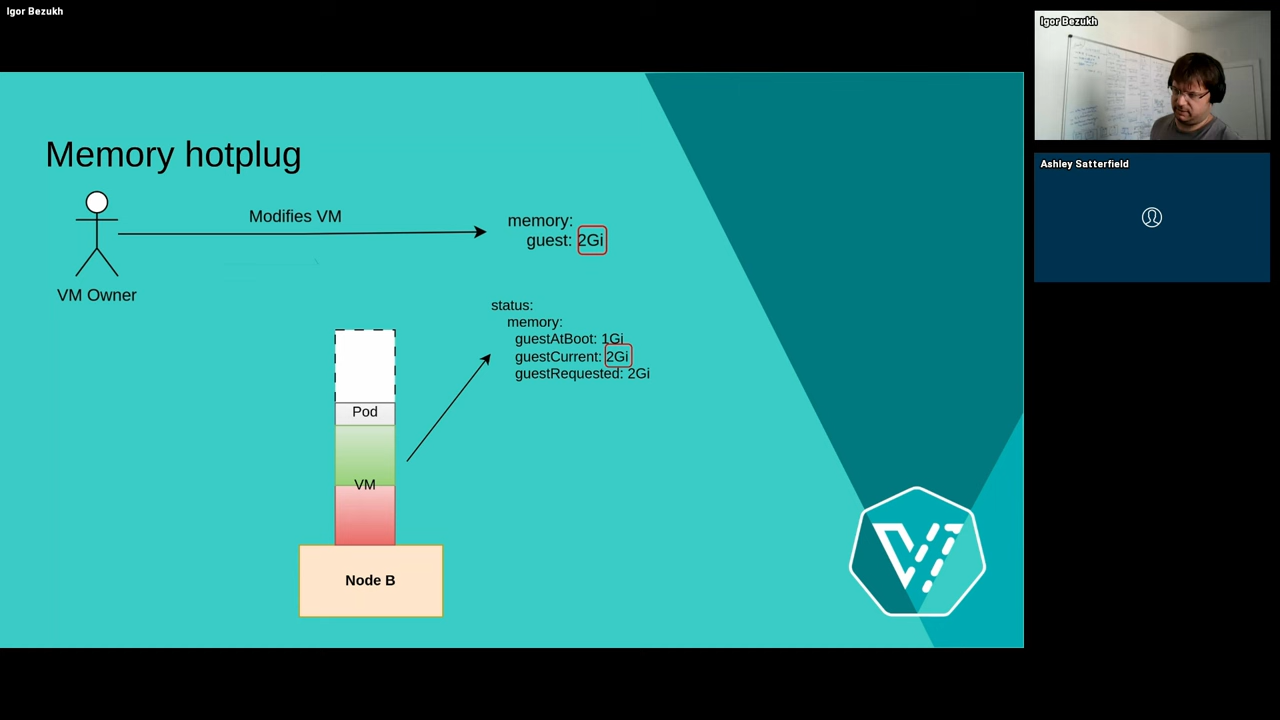 Igor Bezukh
Igor Bezukh
Ashley Satterfield
Memory hotplug
Modifies VM
memory:
guest: 2Gi
VM Owner
status:
memory:
guestAtBoot: 1Gi
guestCurrent: 2Gi
guestRequested: 2Gi
Pod
VM
Node B